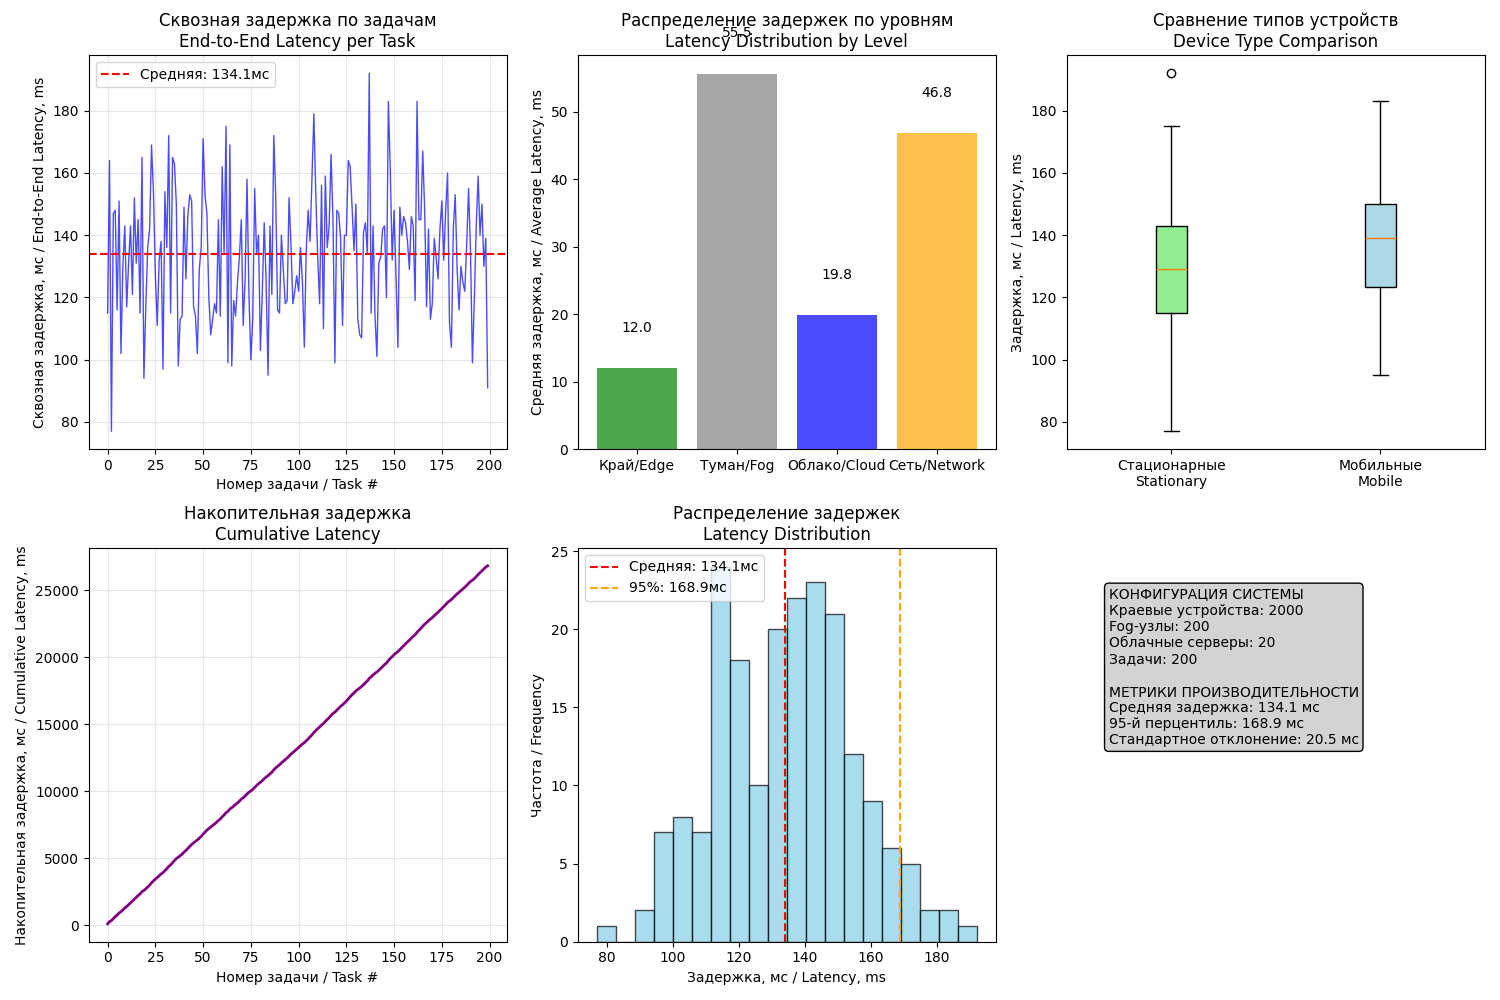 Сквозная задержка по задачам
End-to-End Latency per Task
Сквозная задержка, мс / End-to-End Latency, ms
180
160
140
120
100
80
Средняя: 134.1мс
0 25 50 75 100 125 150 175 200
Номер задачи / Task #
Распределение задержек по уровням
Latency Distribution by Level
Средняя задержка, мс / Average Latency, ms
50
40
30
20
10
0
12.0
55.5
19.8
46.8
Край/Edge Туман/Fog Облако/Cloud Сеть/Network
Сравнение типов устройств
Device Type Comparison
Задержка, мс / Latency, ms
180
160
140
120
100
80
Стационарные
Stationary
Мобильные
Mobile
Накопительная задержка
Cumulative Latency
Накопительная задержка, мс / Cumulative Latency, ms
25000
20000
15000
10000
5000
0
0 25 50 75 100 125 150 175 200
Номер задачи / Task #
Распределение задержек
Latency Distribution
Частота / Frequency
25
20
15
10
5
0
Средняя: 134.1мс
95%: 168.9мс
80 100 120 140 160 180
Задержка, мс / Latency, ms
КОНФИГУРАЦИЯ СИСТЕМЫ
Краевые устройства: 2000
Fog-узлы: 200
Облачные серверы: 20
Задачи: 200
МЕТРИКИ ПРОИЗВОДИТЕЛЬНОСТИ
Средняя задержка: 134.1 мс
95-й перцентиль: 168.9 мс
Стандартное отклонение: 20.5 мс